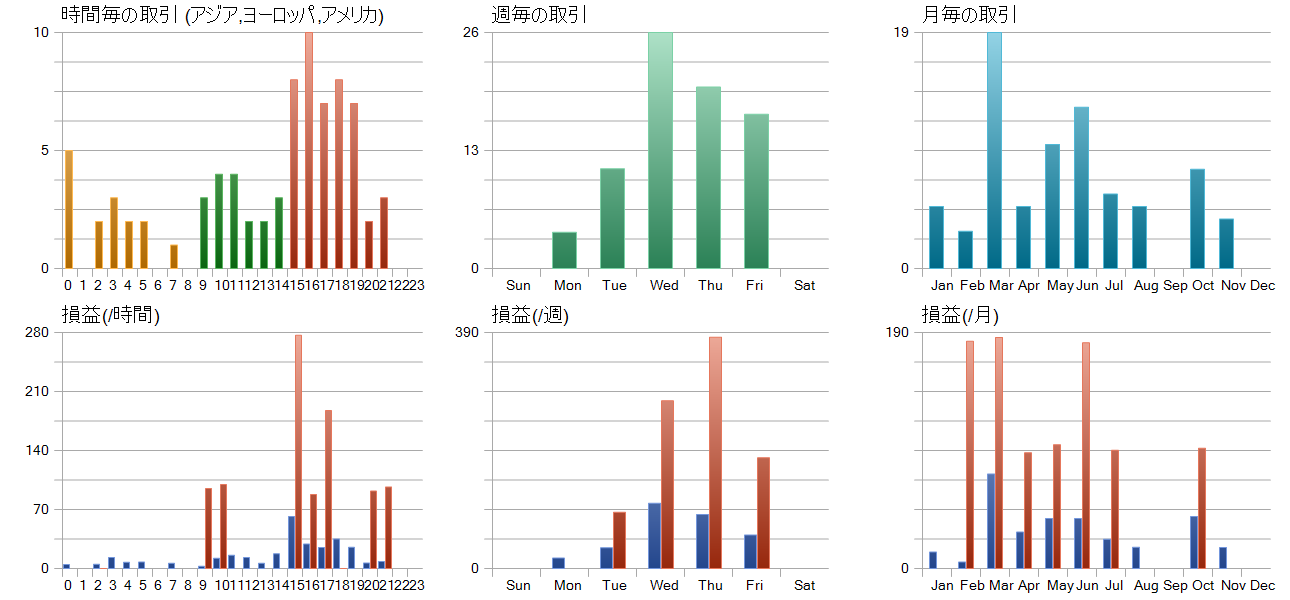 時間毎の取引 (アジア,ヨーロッパ,アメリカ)
10
5
0
0 1 2 3 4 5 6 7 8 9 10 11 12 13 14 15 16 17 18 19 20 21 22 23
週毎の取引
26
13
0
Sun Mon Tue Wed Thu Fri Sat
月毎の取引
19
0
Jan Feb Mar Apr May Jun Jul Aug Sep Oct Nov Dec
損益(/時間)
280
210
140
70
0
0 1 2 3 4 5 6 7 8 9 10 11 12 13 14 15 16 17 18 19 20 21 22 23
損益(/週)
390
0
Sun Mon Tue Wed Thu Fri Sat
損益(/月)
190
0
Jan Feb Mar Apr May Jun Jul Aug Sep Oct Nov Dec